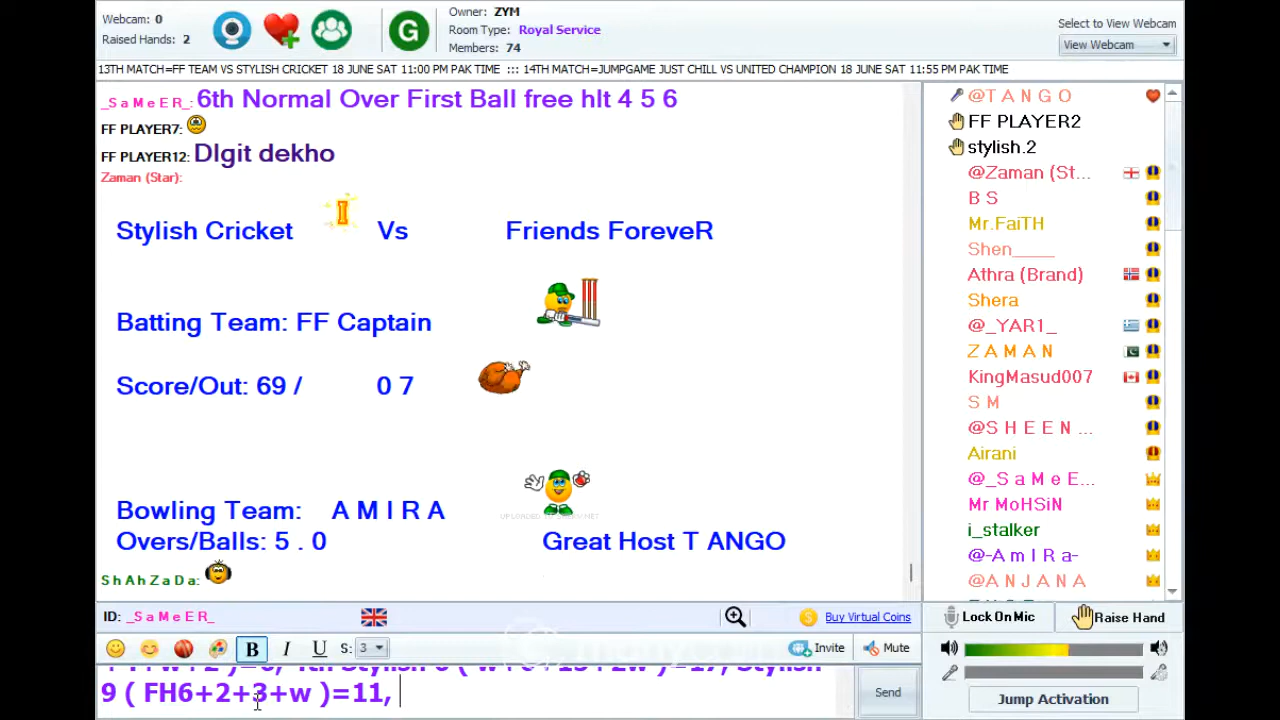 Webcam: 0
Raised Hands: 2
G
Owner: ZYM
Room Type: Royal Service
Members: 74
Select to View Webcam
View Webcam
13TH MATCH=FF TEAM VS STYLISH CRICKET 18 JUNE SAT 11:00 PM PAK TIME ::: 14TH MATCH=JUMPGAME JUST CHILL VS UNITED CHAMPION 18 JUNE SAT 11:55 PM PAK TIME
_SaMeER_: 6th Normal Over First Ball free hIt 4 5 6
FF PLAYER7:
FF PLAYER12: DIgit dekho
Zaman (Star):
Stylish Cricket I Vs Friends ForeveR
Batting Team: FF Captain
Score/Out: 69 / 0 7
Bowling Team: A M I R A
Overs/Balls: 5 . 0 Great Host T ANGO
ShAhZaDa:
@T A N G O
FF PLAYER2
stylish.2
@Zaman (St...
B S
Mr.FaiTH
Shen_____
Athra (Brand)
Shera
@_YAR1_
Z A M A N
KingMasud007
S M
@S H E E N ...
Airani
@_S a M e E...
Mr MoHSiN
i_stalker
@-A m I R a-
@A N J A N A
ID: _SaMeER_
Buy Virtual Coins
Lock On Mic
Raise Hand
B I U S: 3
Invite
Mute
9 ( FH6+2+3+w )=11,
Send
Jump Activation